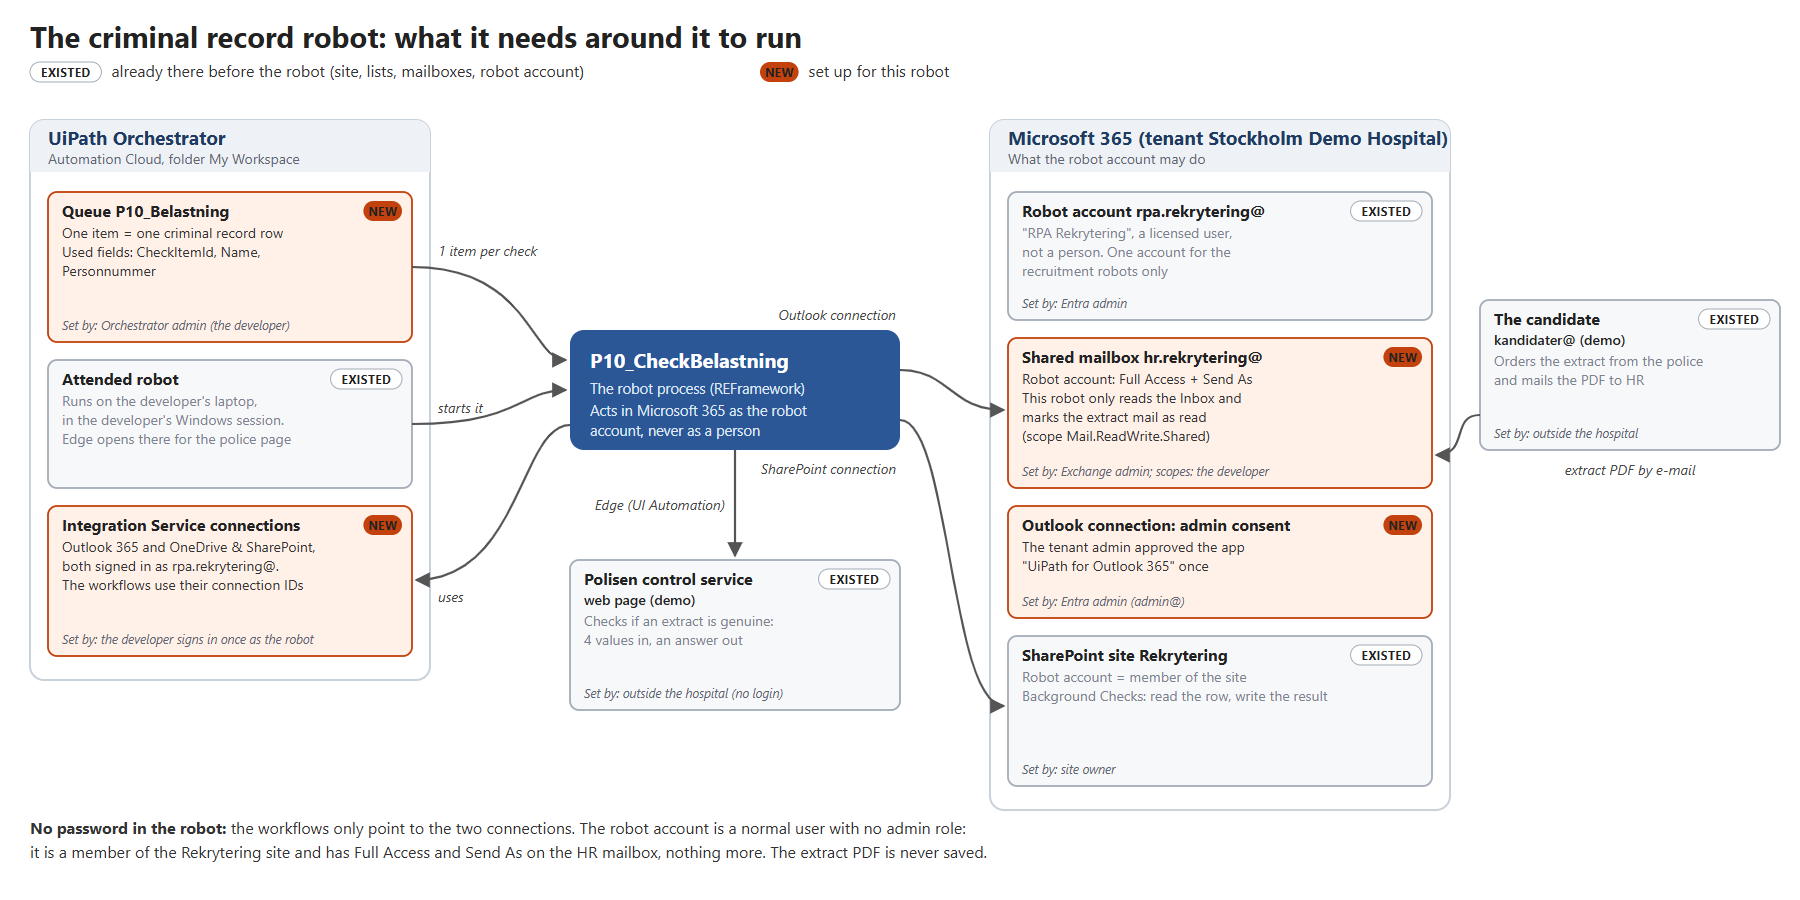 The criminal record robot: what it needs around it to run
EXISTED already there before the robot (site, lists, mailboxes, robot account)
NEW set up for this robot
UiPath Orchestrator
Automation Cloud, folder My Workspace
Queue P10_Belastning
NEW
One item = one criminal record row
Used fields: CheckItemId, Name,
Personnummer
Set by: Orchestrator admin (the developer)
Attended robot
EXISTED
Runs on the developer's laptop,
in the developer's Windows session.
Edge opens there for the police page
Integration Service connections
NEW
Outlook 365 and OneDrive & SharePoint,
both signed in as rpa.rekrytering@.
The workflows use their connection IDs
Set by: the developer signs in once as the robot
1 item per check
starts it
uses
P10_CheckBelastning
The robot process (REFramework)
Acts in Microsoft 365 as the robot
account, never as a person
Outlook connection
SharePoint connection
Edge (UI Automation)
Polisen control service
EXISTED
web page (demo)
Checks if an extract is genuine:
4 values in, an answer out
Set by: outside the hospital (no login)
Microsoft 365 (tenant Stockholm Demo Hospital)
What the robot account may do
Robot account rpa.rekrytering@
EXISTED
"RPA Rekrytering", a licensed user,
not a person. One account for the
recruitment robots only
Set by: Entra admin
Shared mailbox hr.rekrytering@
NEW
Robot account: Full Access + Send As
This robot only reads the Inbox and
marks the extract mail as read
(scope Mail.ReadWrite.Shared)
Set by: Exchange admin; scopes: the developer
Outlook connection: admin consent
NEW
The tenant admin approved the app
"UiPath for Outlook 365" once
Set by: Entra admin (admin@)
SharePoint site Rekrytering
EXISTED
Robot account = member of the site
Background Checks: read the row, write the result
Set by: site owner
The candidate
EXISTED
kandidater@ (demo)
Orders the extract from the police
and mails the PDF to HR
Set by: outside the hospital
extract PDF by e-mail
No password in the robot: the workflows only point to the two connections. The robot account is a normal user with no admin role:
it is a member of the Rekrytering site and has Full Access and Send As on the HR mailbox, nothing more. The extract PDF is never saved.